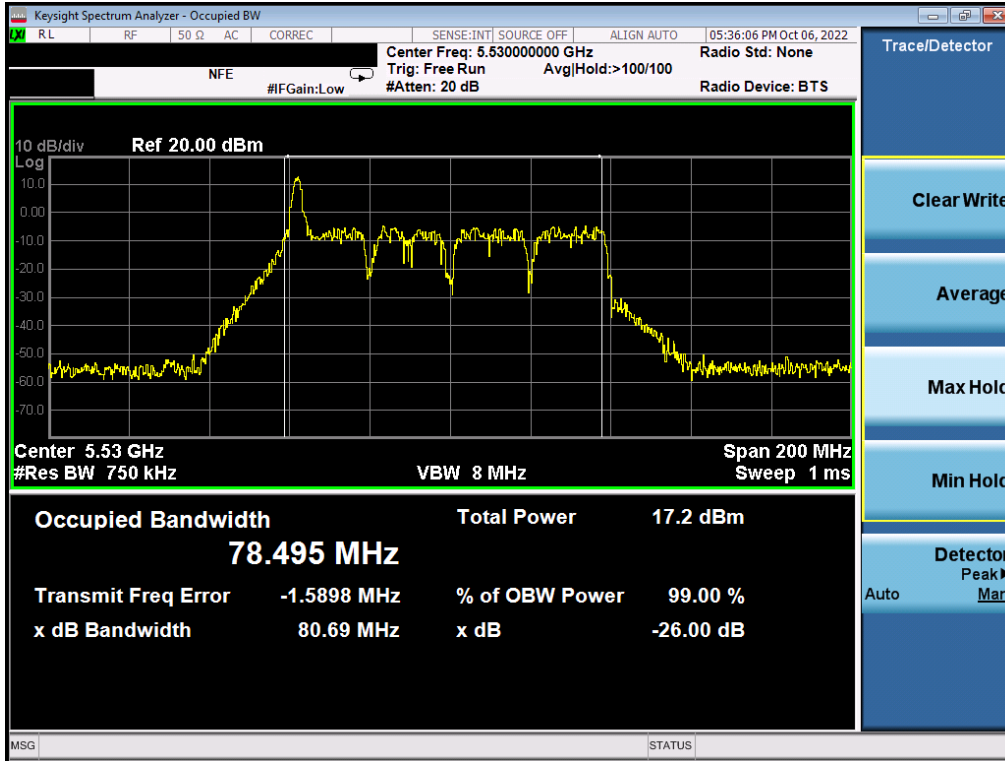 Keysight Spectrum Analyzer - Occupied BW
LXI RL RF 50 Ω AC CORREC SENSE:INT SOURCE OFF ALIGN AUTO 05:36:06 PM Oct 06, 2022
Center Freq: 5.530000000 GHz Radio Std: None
NFE Trig: Free Run Avg|Hold:>100/100
#IFGain:Low #Atten: 20 dB Radio Device: BTS
Trace/Detector
10 dB/div Ref 20.00 dBm
Log
10.0
0.00
-10.0
-20.0
-30.0
-40.0
-50.0
-60.0
-70.0
Center 5.53 GHz Span 200 MHz
#Res BW 750 kHz VBW 8 MHz Sweep 1 ms
Occupied Bandwidth Total Power 17.2 dBm
78.495 MHz
Transmit Freq Error -1.5898 MHz % of OBW Power 99.00 %
x dB Bandwidth 80.69 MHz x dB -26.00 dB
Clear Write
Average
Max Hold
Min Hold
Detector
Peak
Auto Man
MSG STATUS